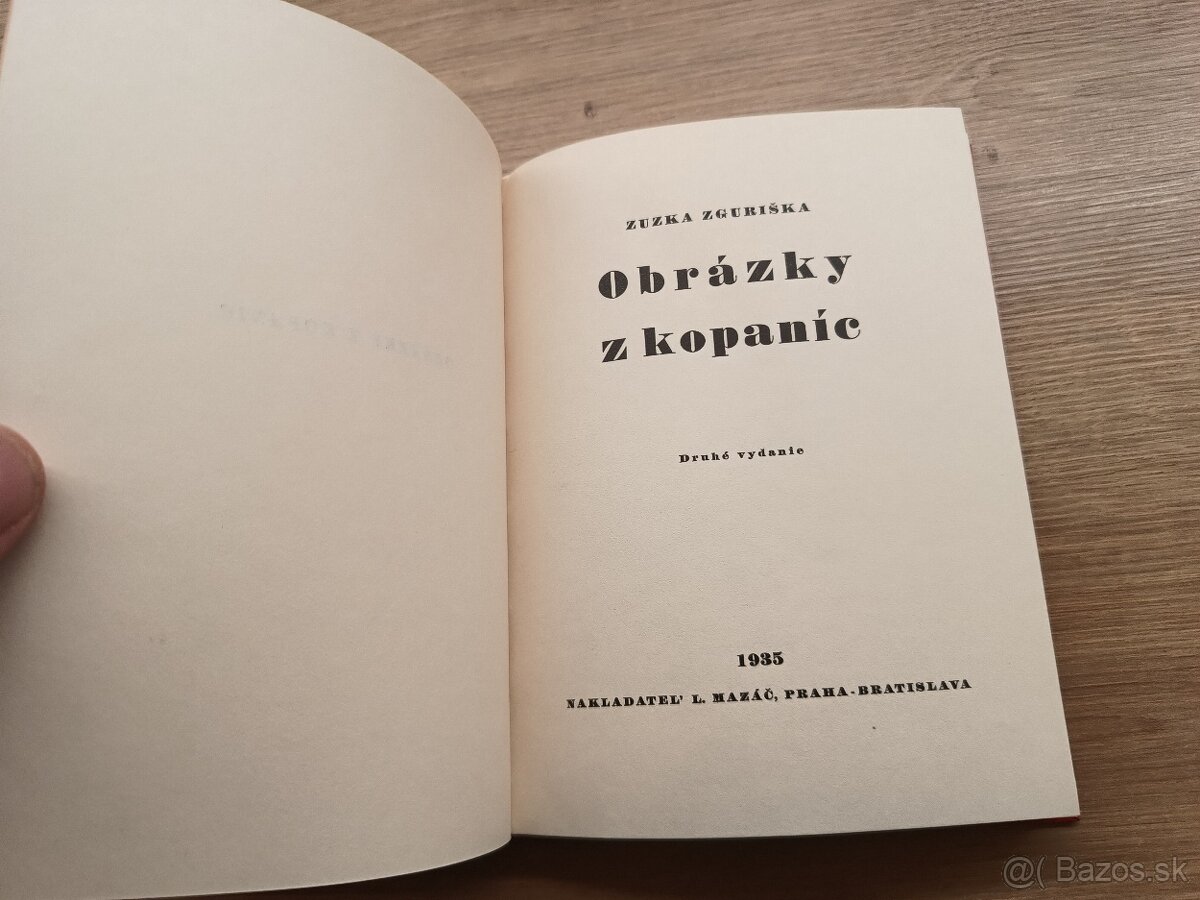 ZUZKA ZGURIŠKA
Obrázky
z kopaníc
Druhé vydanie
1935
NAKLADATEĽ L. MAZÁČ, PRAHA-BRATISLAVA
@( Bazos.sk